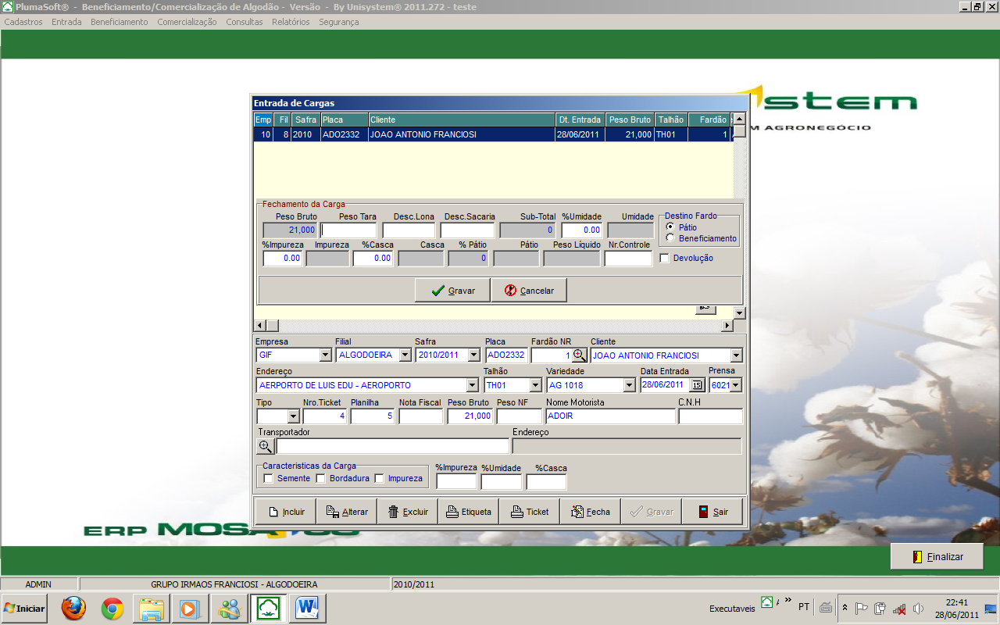 PlumaSoft® - Beneficiamento/Comercialização de Algodão - Versão - By Unisystem® 2011.272 - teste
Cadastros Entrada Beneficiamento Comercialização Consultas Relatórios Segurança
stem
M AGRONEGÓCIO
Entrada de Cargas
Emp Fil Safra Placa Cliente Dt. Entrada Peso Bruto Talhão Fardão
10 8 2010 ADO2332 JOAO ANTONIO FRANCIOSI 28/06/2011 21,000 TH01 1
Fechamento da Carga
Peso Bruto Peso Tara Desc.Lona Desc.Sacaria Sub-Total %Umidade Umidade Destino Fardo
21,000 0 0.00 Pátio
Beneficiamento
%Impureza Impureza %Casca Casca % Pátio Pátio Peso Líquido Nr.Controle
0.00 0.00 0 Devolução
Gravar Cancelar
Empresa Filial Safra Placa Fardão NR Cliente
GIF ALGODOEIRA 2010/2011 ADO2332 1 JOAO ANTONIO FRANCIOSI
Endereço Talhão Variedade Data Entrada Prensa
AERPORTO DE LUIS EDU - AEROPORTO TH01 AG 1018 28/06/2011 15 6021
Tipo Nro.Ticket Planilha Nota Fiscal Peso Bruto Peso NF Nome Motorista C.N.H
4 5 21,000 ADOIR
Transportador Endereço
Caracteristicas da Carga %Impureza %Umidade %Casca
Semente Bordadura Impureza
Incluir Alterar Excluir Etiqueta Ticket Fecha Gravar Sair
ERP MOSA
Finalizar
ADMIN GRUPO IRMAOS FRANCIOSI - ALGODOEIRA 2010/2011
Iniciar Executaveis » PT 22:41
28/06/2011